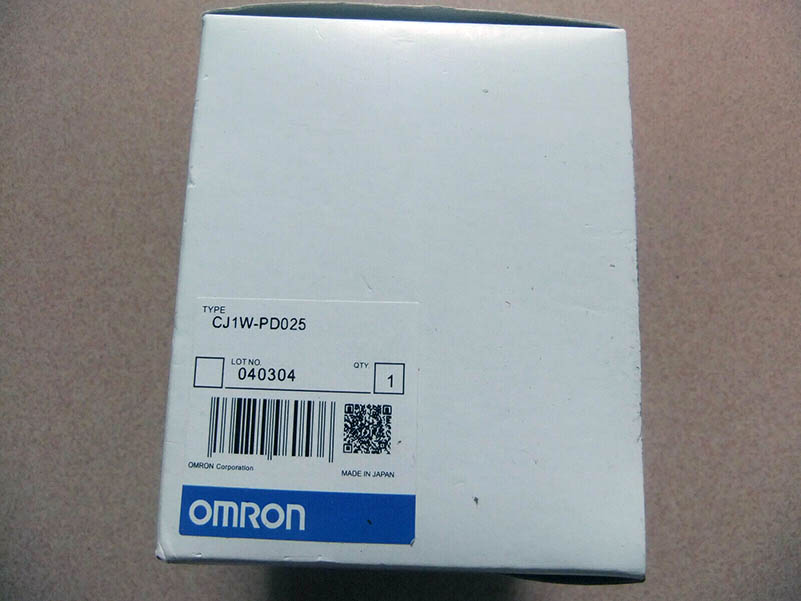 TYPE
CJ1W-PD025
LOT NO.
040304
QTY
1
OMRON Corporation
MADE IN JAPAN
OMRON